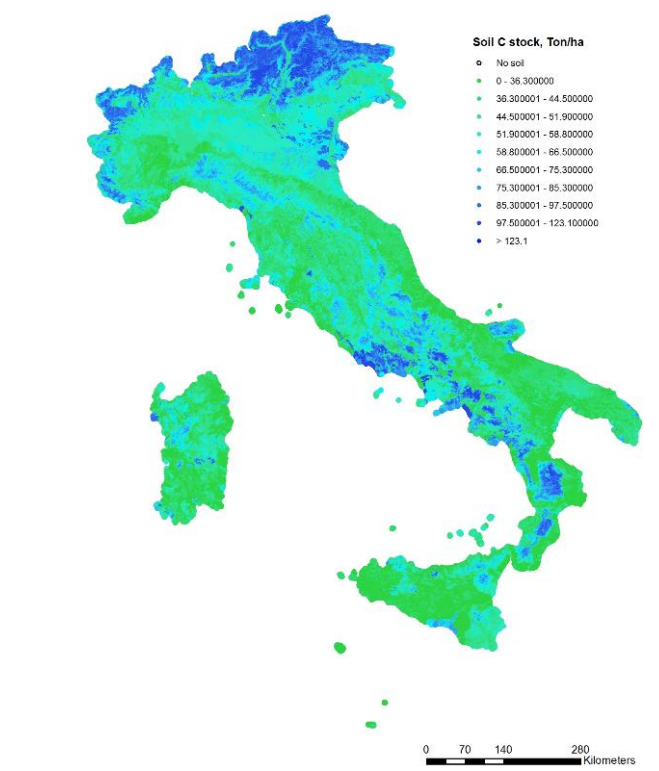 Soil C stock, Ton/ha
No soil
0 - 36.300000
36.300001 - 44.500000
44.500001 - 51.900000
51.900001 - 58.800000
58.800001 - 66.500000
66.500001 - 75.300000
75.300001 - 85.300000
85.300001 - 97.500000
97.500001 - 123.100000
> 123.1
0 70 140 280
Kilometers